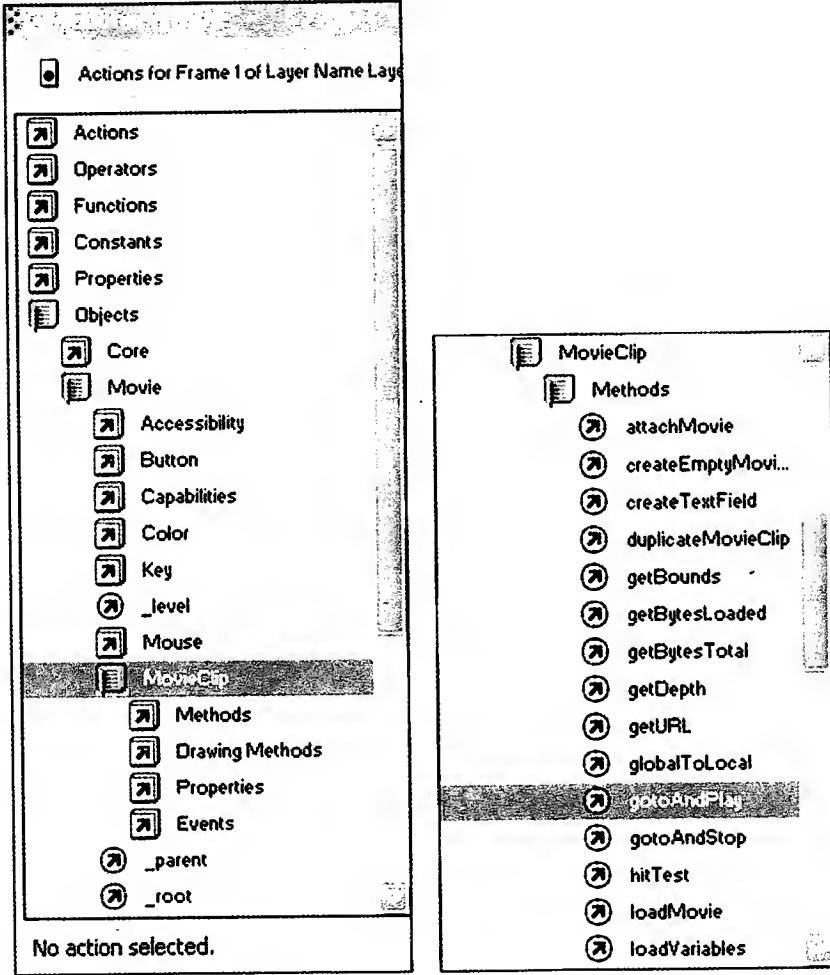 Actions for Frame 1 of Layer Name Laye
Actions
Operators
Functions
Constants
Properties
Objects
Core
Movie
Accessibility
Button
Capabilities
Color
Key
_level
Mouse
MovieClip
Methods
Drawing Methods
Properties
Events
_parent
_root
No action selected.
MovieClip
Methods
attachMovie
createEmptyMovi...
createTextField
duplicateMovieClip
getBounds
getBytesLoaded
getBytesTotal
getDepth
getURL
globalToLocal
gotoAndPlay
gotoAndStop
hitTest
loadMovie
loadVariables